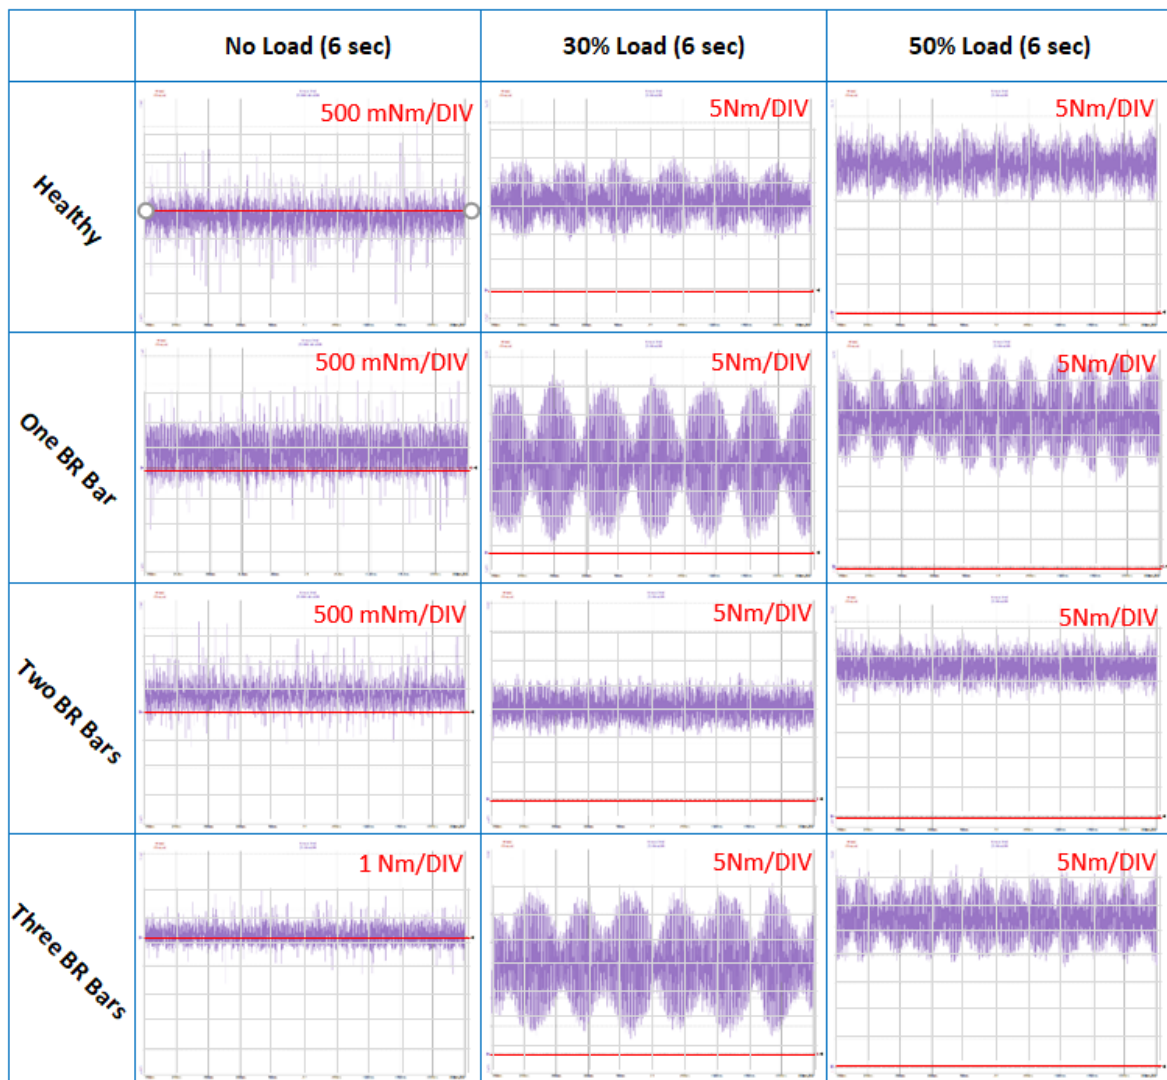 No Load (6 sec)
30% Load (6 sec)
50% Load (6 sec)
Healthy
500 mNm/DIV
5Nm/DIV
5Nm/DIV
One BR Bar
500 mNm/DIV
5Nm/DIV
5Nm/DIV
Two BR Bars
500 mNm/DIV
5Nm/DIV
5Nm/DIV
Three BR Bars
1 Nm/DIV
5Nm/DIV
5Nm/DIV